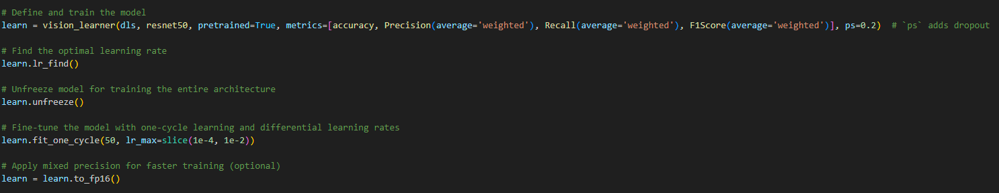 # Define and train the model
learn = vision_learner(dls, resnet50, pretrained=True, metrics=[accuracy, Precision(average='weighted'), Recall(average='weighted'), F1Score(average='weighted')], ps=0.2)  # `ps` adds dropout
# Find the optimal learning rate
learn.lr_find()
# Unfreeze model for training the entire architecture
learn.unfreeze()
# Fine-tune the model with one-cycle learning and differential learning rates
learn.fit_one_cycle(50, lr_max=slice(1e-4, 1e-2))
# Apply mixed precision for faster training (optional)
learn = learn.to_fp16()